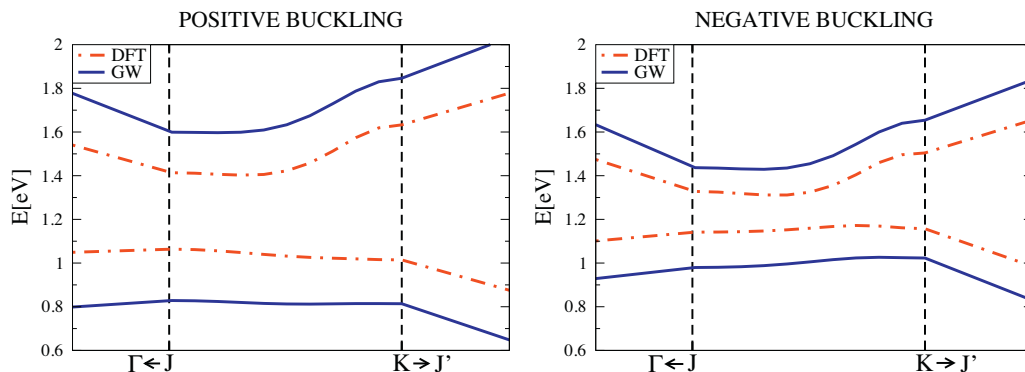 POSITIVE BUCKLING
DFT
GW
E[eV]
2
1.8
1.6
1.4
1.2
1
0.8
0.6
Γ←J
K→J’
NEGATIVE BUCKLING
DFT
GW
E[eV]
2
1.8
1.6
1.4
1.2
1
0.8
0.6
Γ←J
K→J’